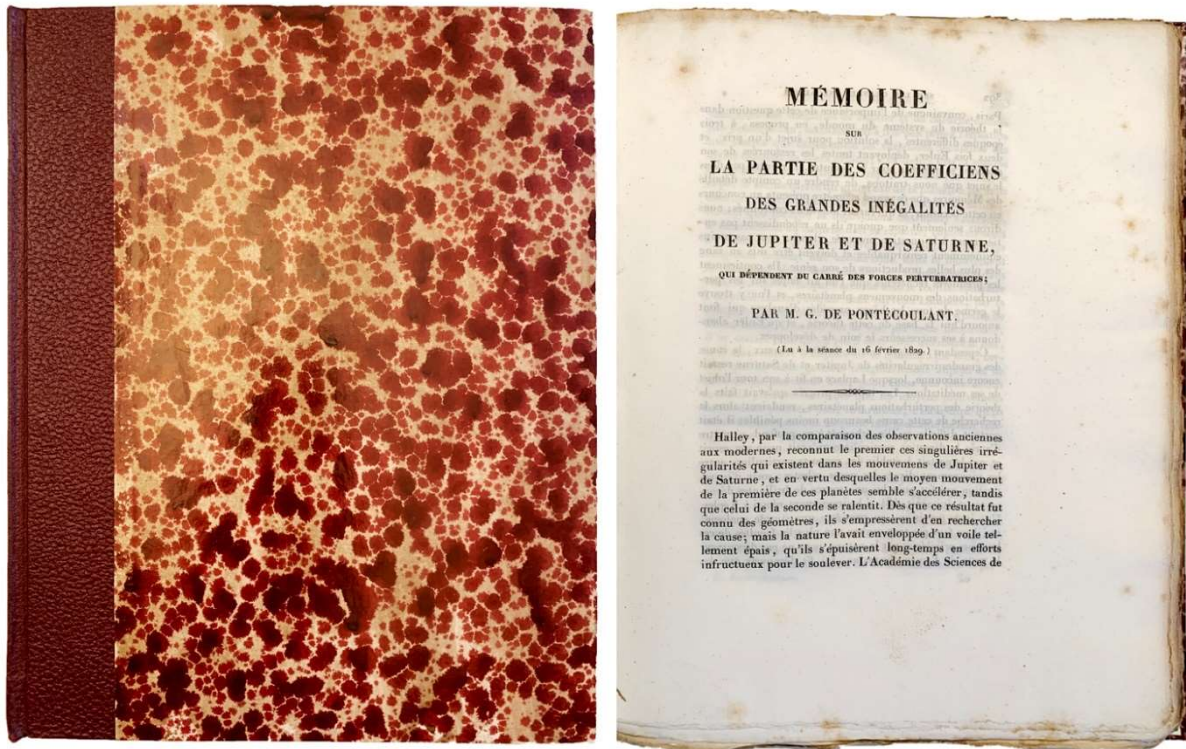 MÉMOIRE
SUR
LA PARTIE DES COEFFICIENS
DES GRANDES INÉGALITÉS
DE JUPITER ET DE SATURNE,
QUI DÉPENDENT DU CARRÉ DES FORCES PERTURBATRICES;
PAR M. G. DE PONTÉCOULANT.
(Lu à la séance du 16 février 1829.)
Halley, par la comparaison des observations anciennes
aux modernes, reconnut le premier ces singulières irré-
gularités qui existent dans les mouvemens de Jupiter et
de Saturne, et en vertu desquelles le moyen mouvement
de la première de ces planètes semble s'accélérer, tandis
que celui de la seconde se ralentit. Dès que ce résultat fut
connu des géomètres, ils s'empressèrent d'en rechercher
la cause; mais la nature l'avait enveloppée d'un voile tel-
lement épais, qu'ils s'épuisèrent long-temps en efforts
infructueux pour le soulever. L'Académie des Sciences de